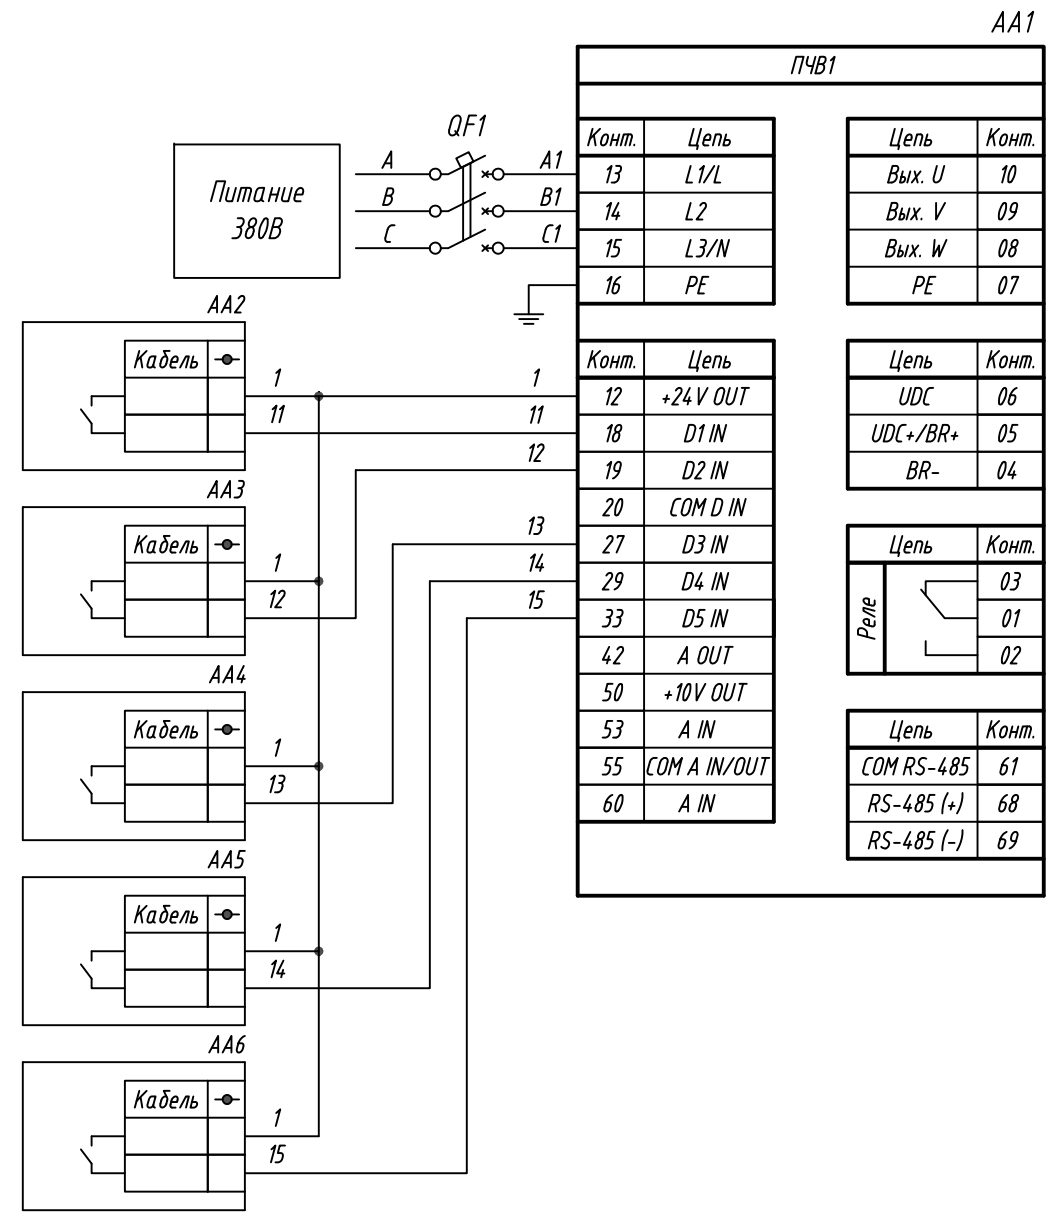 AA1
ПЧВ1
QF1
Питание
380В
A A1
B B1
C C1
Конт. Цепь
13 L1/L
14 L2
15 L3/N
16 PE
Цепь Конт.
Вых. U 10
Вых. V 09
Вых. W 08
PE 07
AA2
Кабель
1 1
11 11
12
Конт. Цепь
12 +24V OUT
18 D1 IN
19 D2 IN
20 COM D IN
27 D3 IN
29 D4 IN
33 D5 IN
42 A OUT
50 +10V OUT
53 A IN
55 COM A IN/OUT
60 A IN
Цепь Конт.
UDC 06
UDC+/BR+ 05
BR- 04
AA3
Кабель
1
12
13
14
15
Цепь Конт.
Реле
03
01
02
AA4
Кабель
1
13
Цепь Конт.
COM RS-485 61
RS-485 (+) 68
RS-485 (-) 69
AA5
Кабель
1
14
AA6
Кабель
1
15